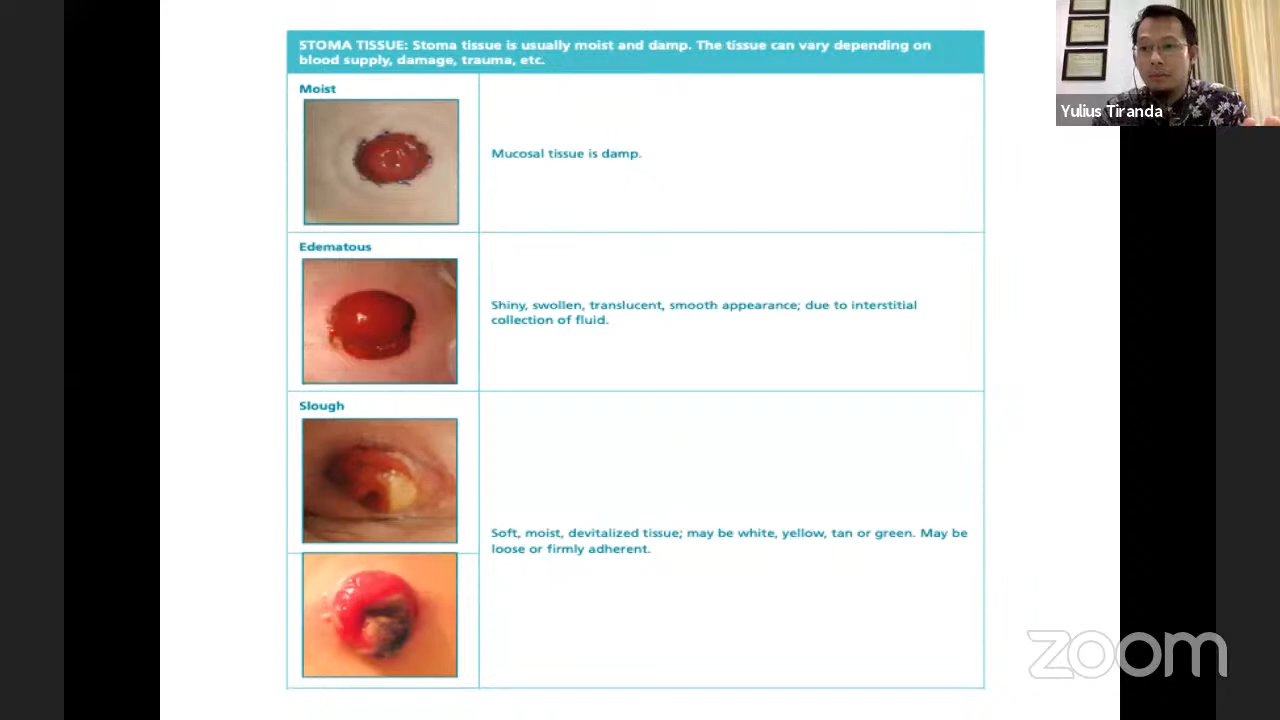 STOMA TISSUE: Stoma tissue is usually moist and damp. The tissue can vary depending on
blood supply, damage, trauma, etc.
Moist
Mucosal tissue is damp.
Edematous
Shiny, swollen, translucent, smooth appearance; due to interstitial
collection of fluid.
Slough
Soft, moist, devitalized tissue; may be white, yellow, tan or green. May be
loose or firmly adherent.
Yulius Tiranda
zoom